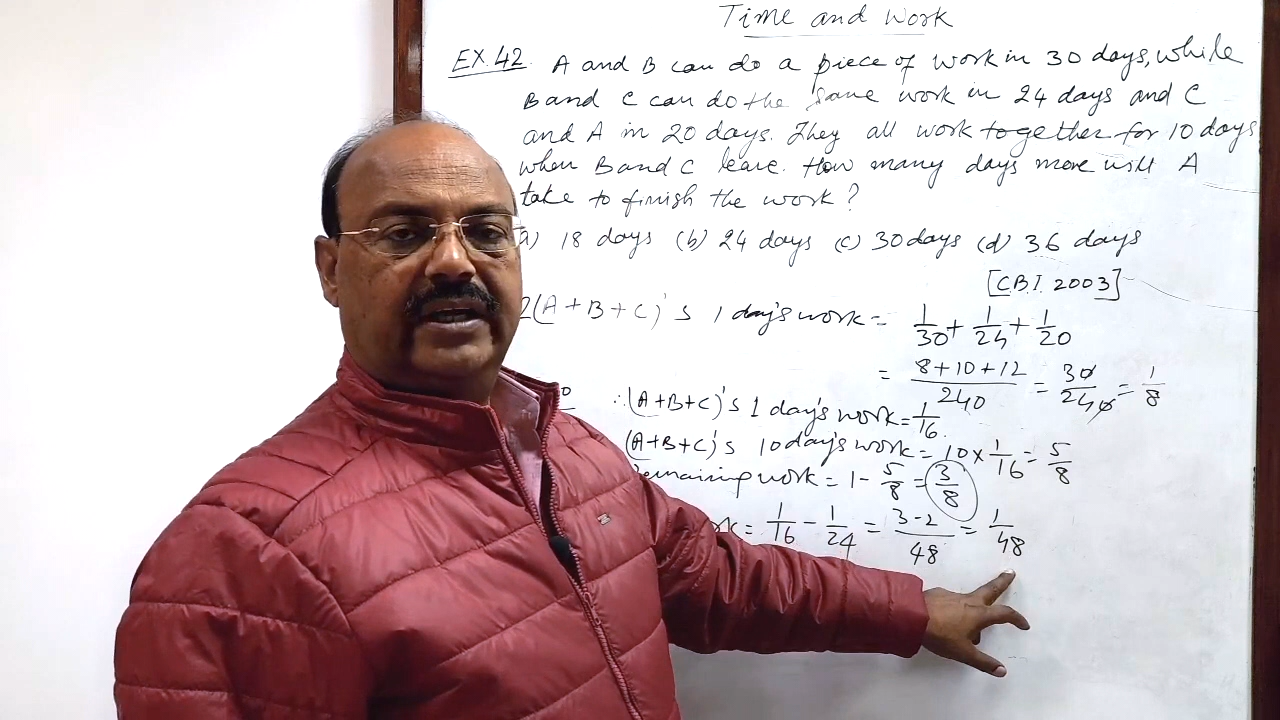 Time and Work
EX.42. A and B can do a piece of work in 30 days, while
B and C can do the same work in 24 days and C
and A in 20 days. They all work together for 10 days
when B and C leave. How many days more will A
take to finish the work?
a) 18 days (b) 24 days (c) 30 days (d) 36 days
[C.B.I. 2003]
2(A+B+C)'s 1 day's work = 1/30 + 1/24 + 1/20
= 8+10+12/240 = 30/240 = 1/8
∴ (A+B+C)'s 1 day's work = 1/16
(A+B+C)'s 10 day's work = 10 × 1/16 = 5/8
Remaining work = 1 - 5/8 = 3/8
= 1/16 - 1/24 = 3-2/48 = 1/48